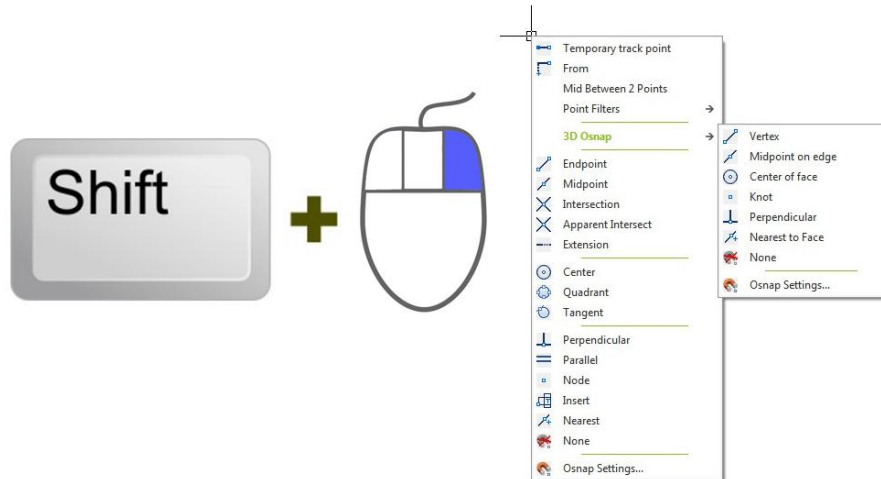 Shift
Temporary track point
From
Mid Between 2 Points
Point Filters
3D Osnap
Endpoint
Midpoint
Intersection
Apparent Intersect
Extension
Center
Quadrant
Tangent
Perpendicular
Parallel
Node
Insert
Nearest
None
Osnap Settings...
Vertex
Midpoint on edge
Center of face
Knot
Perpendicular
Nearest to Face
None
Osnap Settings...